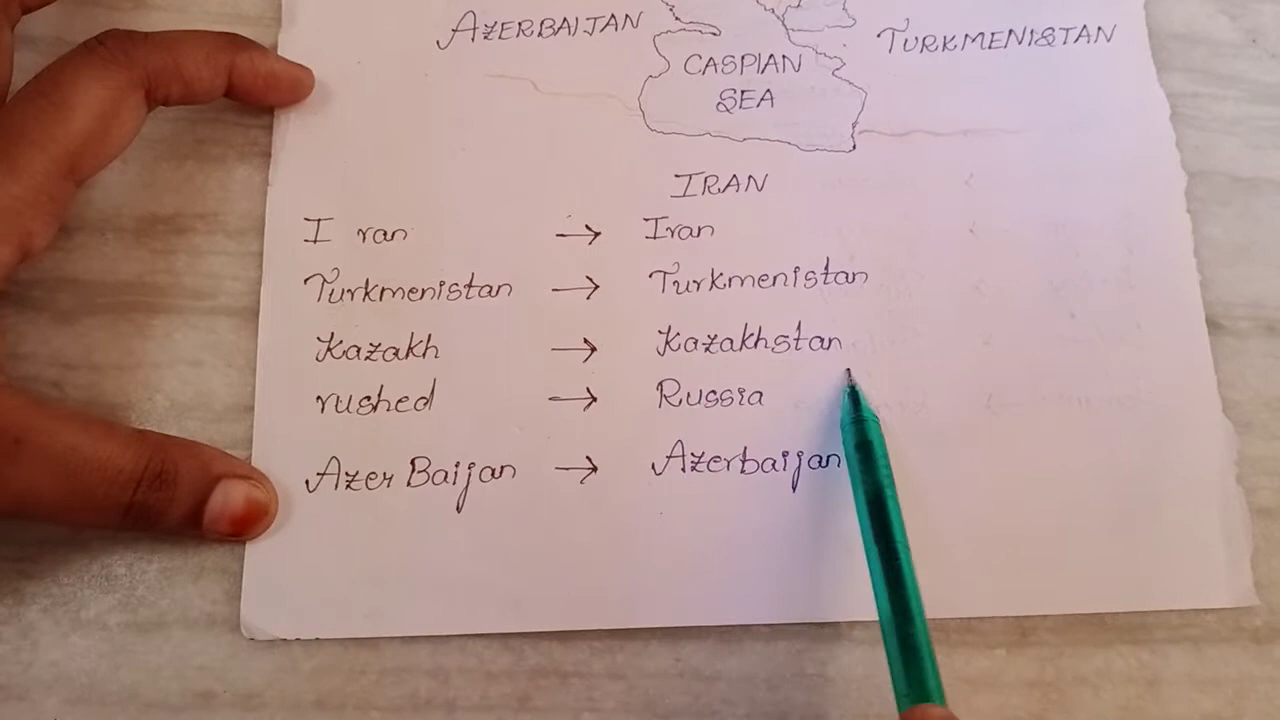 AZERBAIJAN TURKMENISTAN
CASPIAN
SEA
IRAN
I ran → Iran
Turkmenistan → Turkmenistan
Kazakh → Kazakhstan
rushed → Russia
Azer Baijan → Azerbaijan